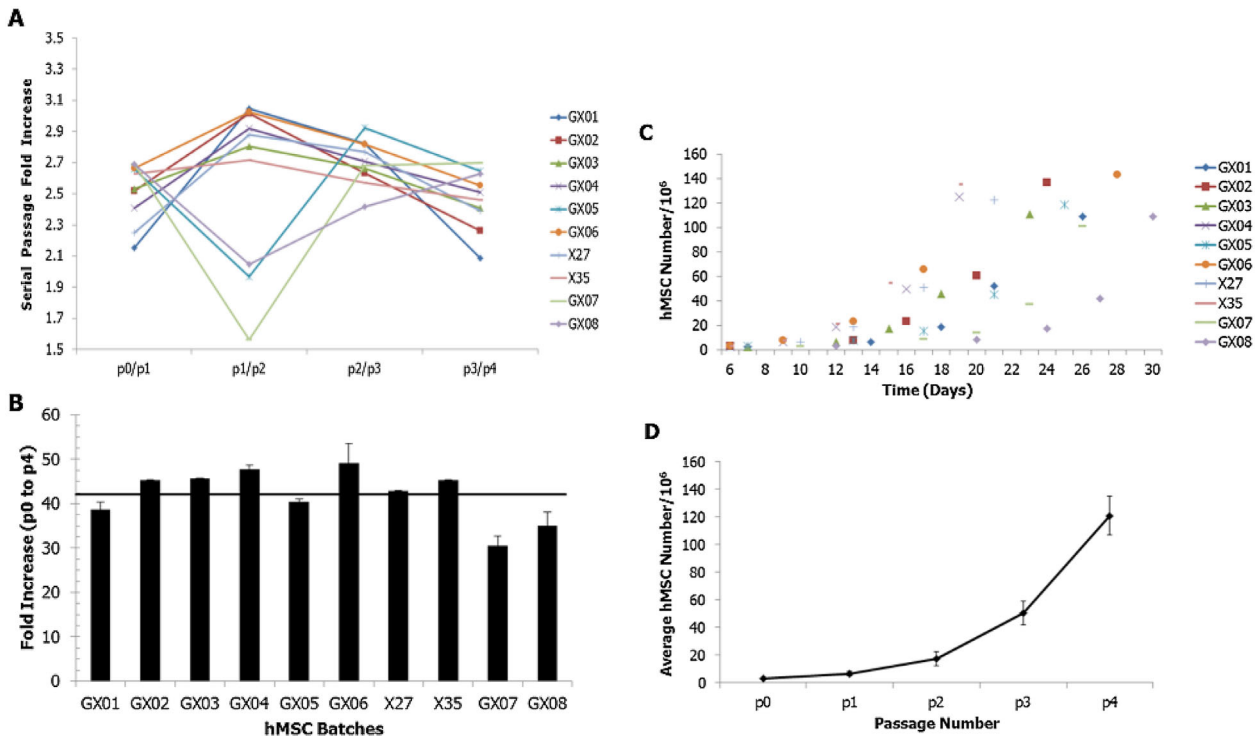 A
Serial Passage Fold Increase
3.5
3.3
3.1
2.9
2.7
2.5
2.3
2.1
1.9
1.7
1.5
p0/p1 p1/p2 p2/p3 p3/p4
GX01
GX02
GX03
GX04
GX05
GX06
X27
X35
GX07
GX08
B
Fold Increase (p0 to p4)
60
50
40
30
20
10
0
GX01 GX02 GX03 GX04 GX05 GX06 X27 X35 GX07 GX08
hMSC Batches
C
hMSC Number/10⁶
160
140
120
100
80
60
40
20
0
6 8 10 12 14 16 18 20 22 24 26 28 30
Time (Days)
GX01
GX02
GX03
GX04
GX05
GX06
X27
X35
GX07
GX08
D
Average hMSC Number/10⁶
160
140
120
100
80
60
40
20
0
p0 p1 p2 p3 p4
Passage Number